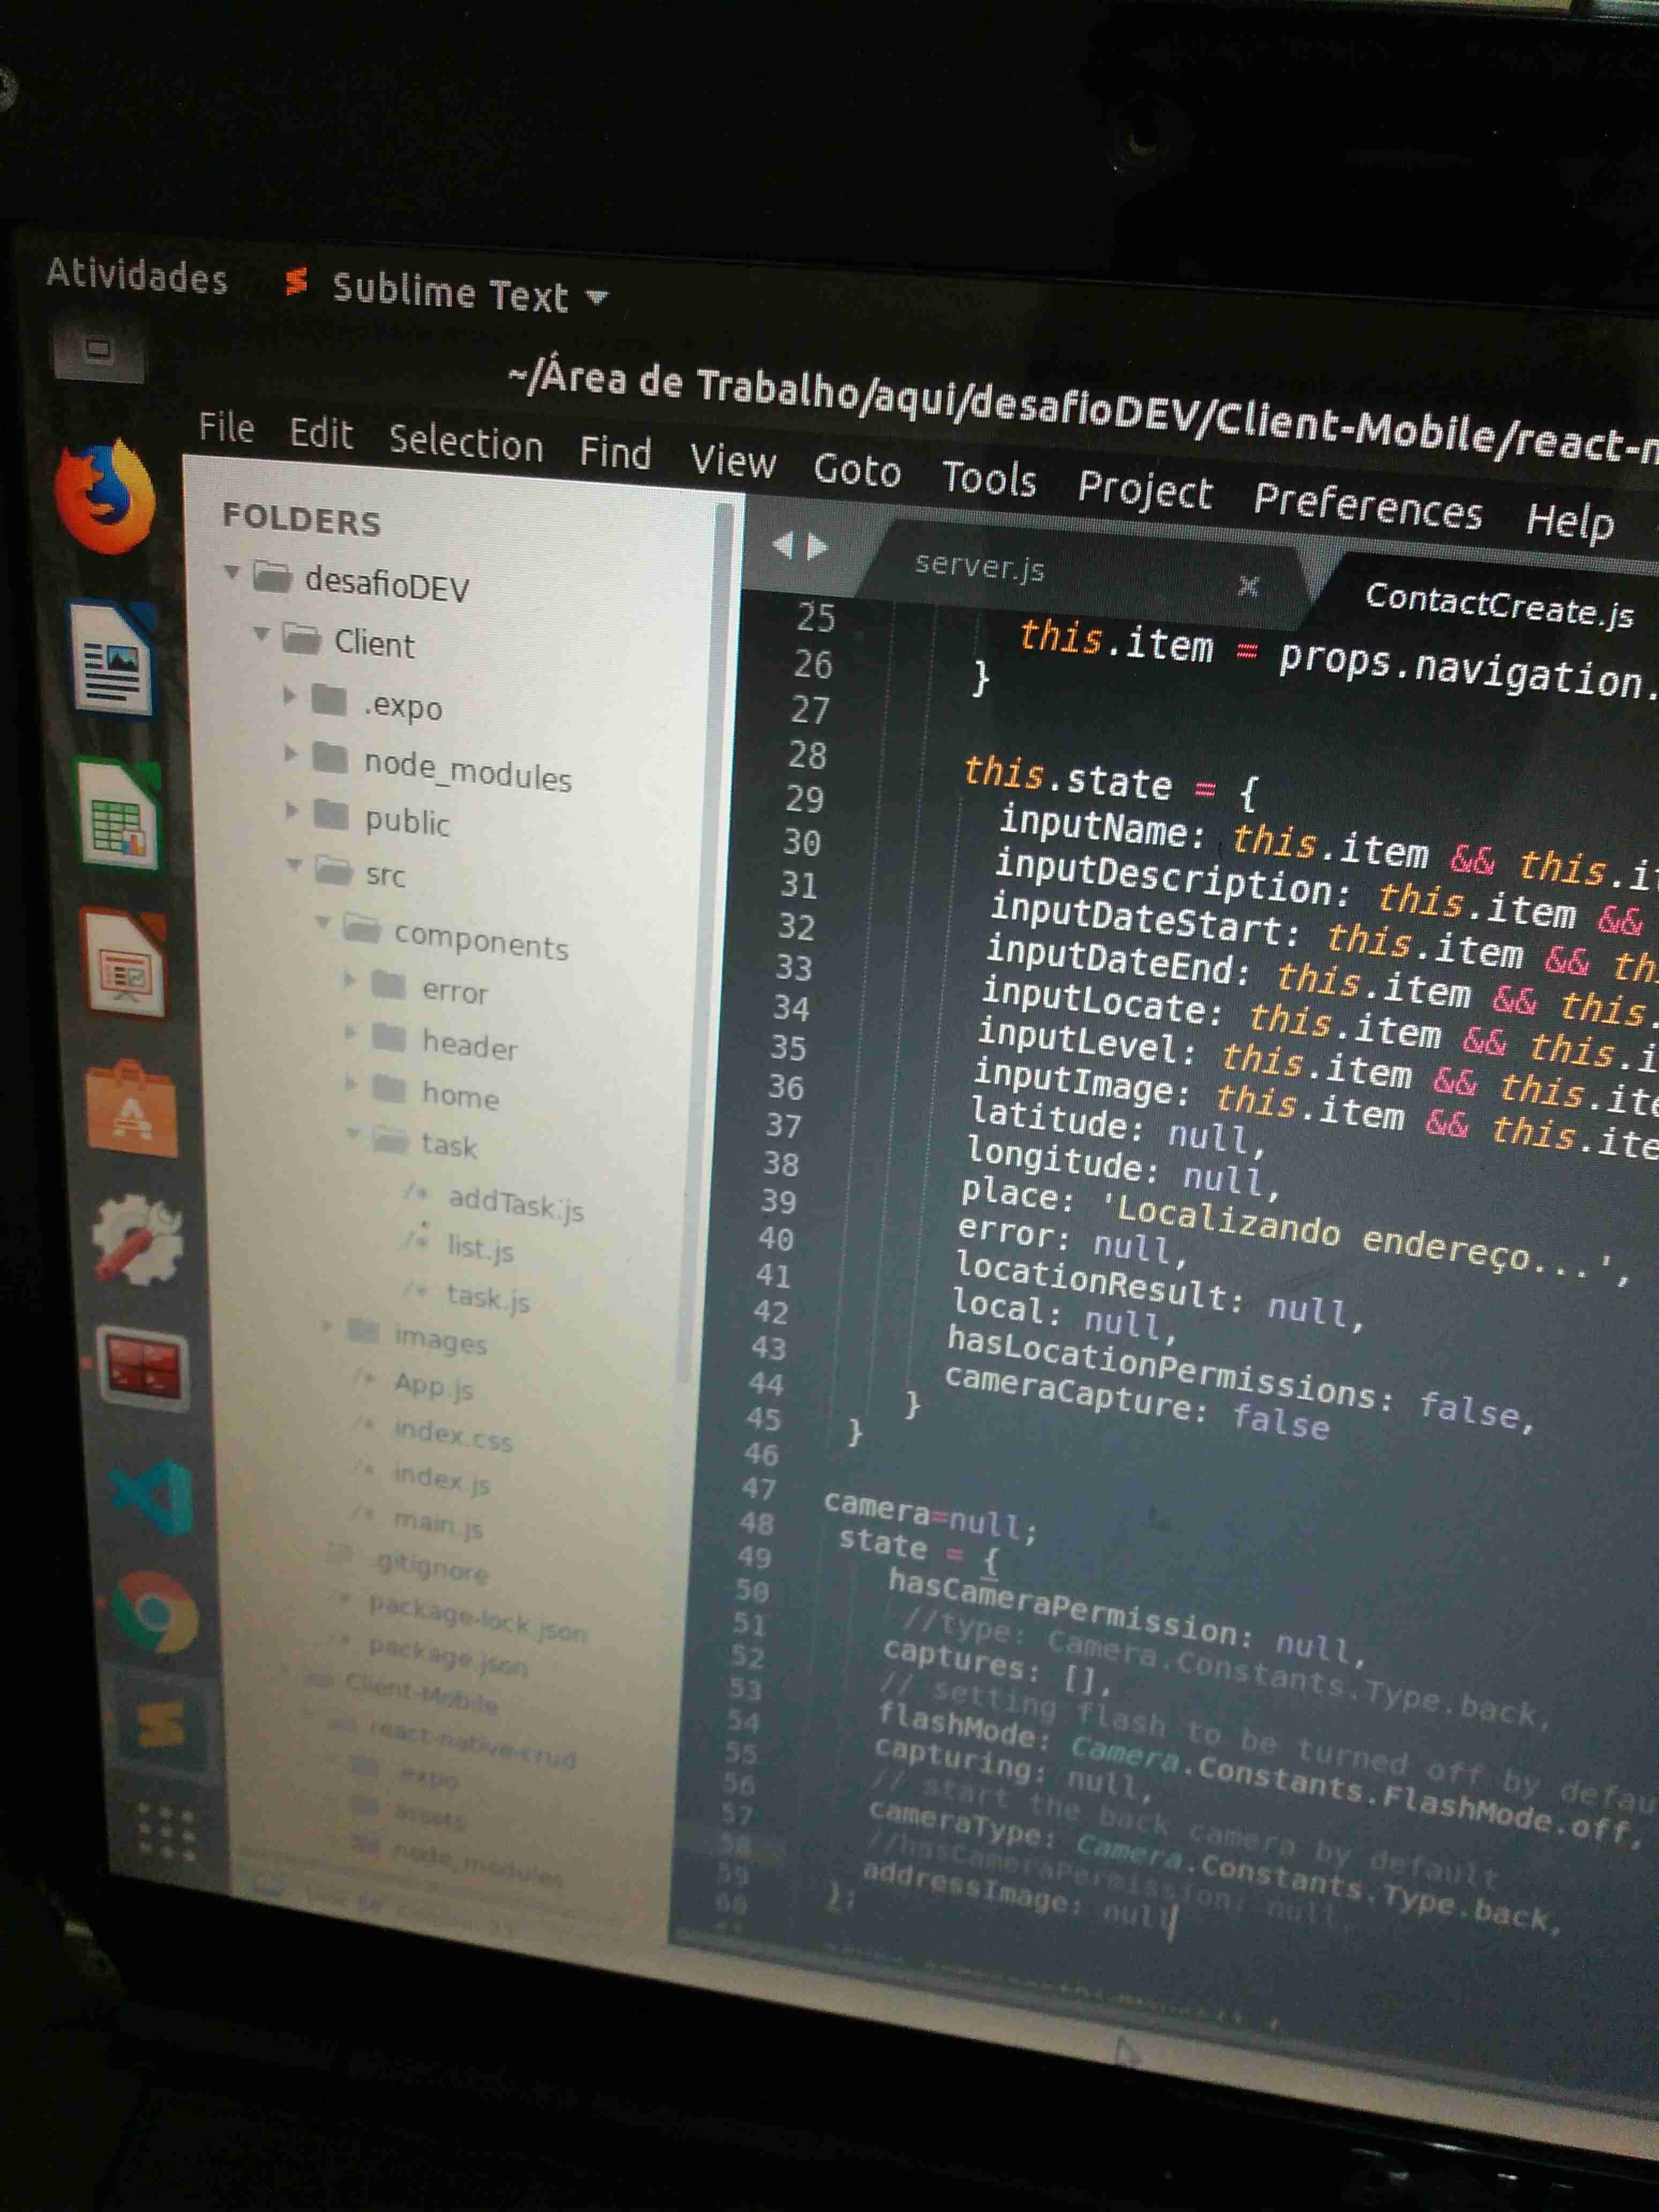 Atividades Sublime Text
~/Área de Trabalho/aqui/desafioDEV/Client-Mobile/react-n
File Edit Selection Find View Goto Tools Project Preferences Help
FOLDERS
desafioDEV
Client
.expo
node_modules
public
src
components
error
header
home
task
addTask.js
list.js
task.js
images
App.js
index.css
index.js
main.js
.gitignore
package-lock.json
package.json
Client-Mobile
react-native-crud
.expo
assets
node_modules
server.js ContactCreate.js
25 this.item = props.navigation.
26 }
27
28 this.state = {
29 inputName: this.item && this.it
30 inputDescription: this.item &&
31 inputDateStart: this.item && th
32 inputDateEnd: this.item && this.
33 inputLocate: this.item && this.i
34 inputLevel: this.item && this.ite
35 inputImage: this.item && this.ite
36 latitude: null,
37 longitude: null,
38 place: 'Localizando endereço...',
39 error: null,
40 locationResult: null,
41 local: null,
42 hasLocationPermissions: false,
43 cameraCapture: false
44 }
45 }
46
47 camera=null;
48 state = {
49 hasCameraPermission: null,
50 //type: Camera.Constants.Type.back,
51 captures: [],
52 // setting flash to be turned off by defau
53 flashMode: Camera.Constants.FlashMode.off,
54 capturing: null,
55 // start the back camera by default
56 cameraType: Camera.Constants.Type.back,
57 //hasCameraPermission: null,
58 addressImage: null
59 };
60